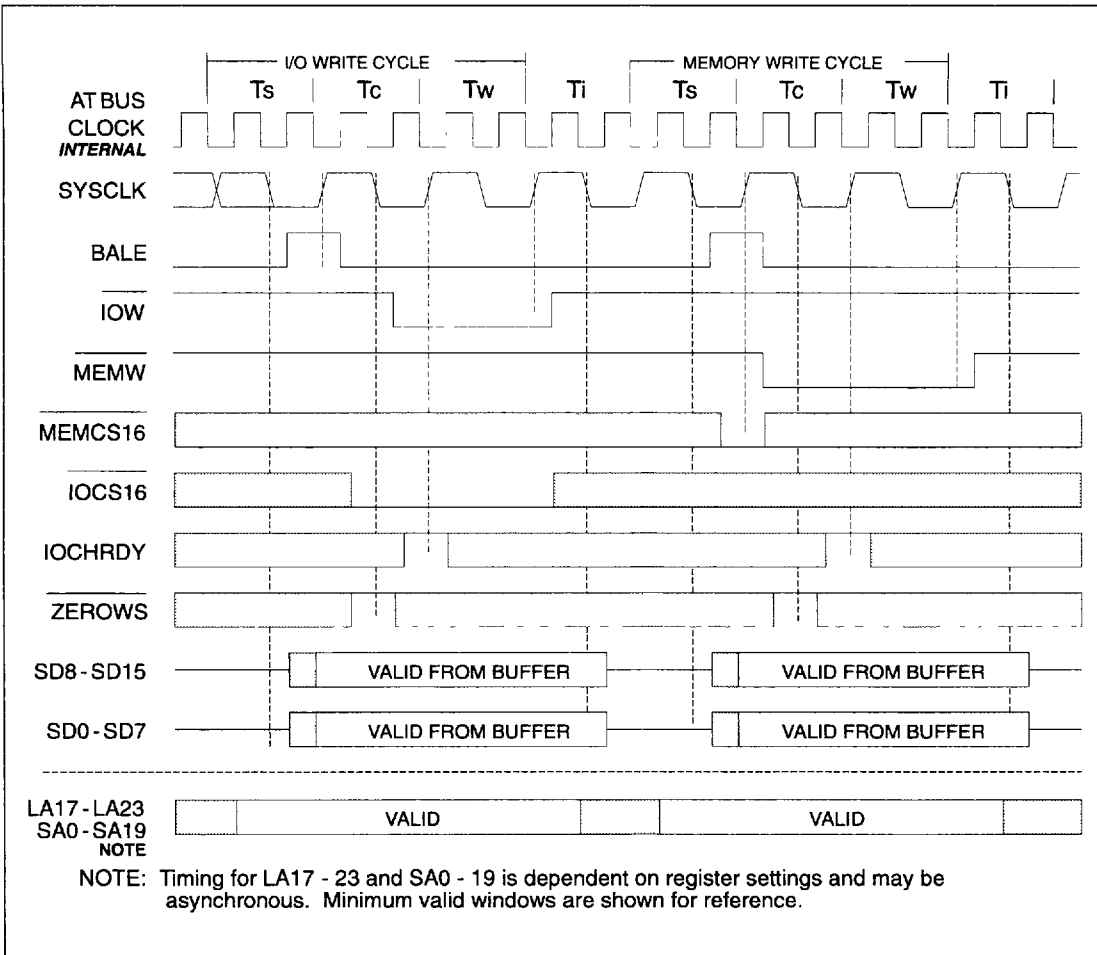 I/O WRITE CYCLE MEMORY WRITE CYCLE
Ts Tc Tw Ti Ts Tc Tw Ti
AT BUS
CLOCK
INTERNAL
SYSCLK
BALE
IOW
MEMW
MEMCS16
IOCS16
IOCHRDY
ZEROWS
SD8 - SD15 VALID FROM BUFFER VALID FROM BUFFER
SD0 - SD7 VALID FROM BUFFER VALID FROM BUFFER
LA17 - LA23
SA0 - SA19 VALID VALID
NOTE
NOTE: Timing for LA17 - 23 and SA0 - 19 is dependent on register settings and may be
asynchronous. Minimum valid windows are shown for reference.